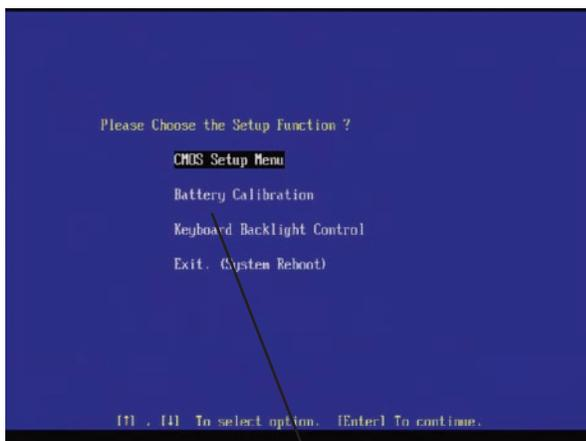 Please Choose the Setup Function ?
CMOS Setup Menu
Battery Calibration
Keyboard Backlight Control
Exit. (System Reboot)
[↑] , [↓] To select option. [Enter] To continue.